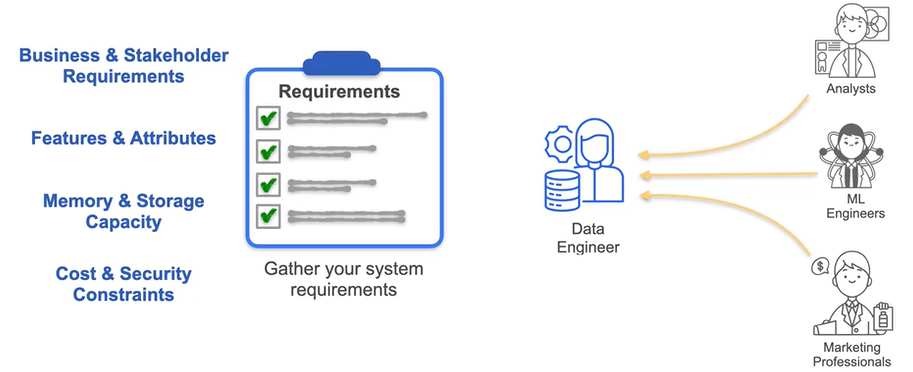 Business & Stakeholder
Requirements
Features & Attributes
Memory & Storage
Capacity
Cost & Security
Constraints
Requirements
Gather your system
requirements
Data
Engineer
Analysts
ML
Engineers
$
Marketing
Professionals